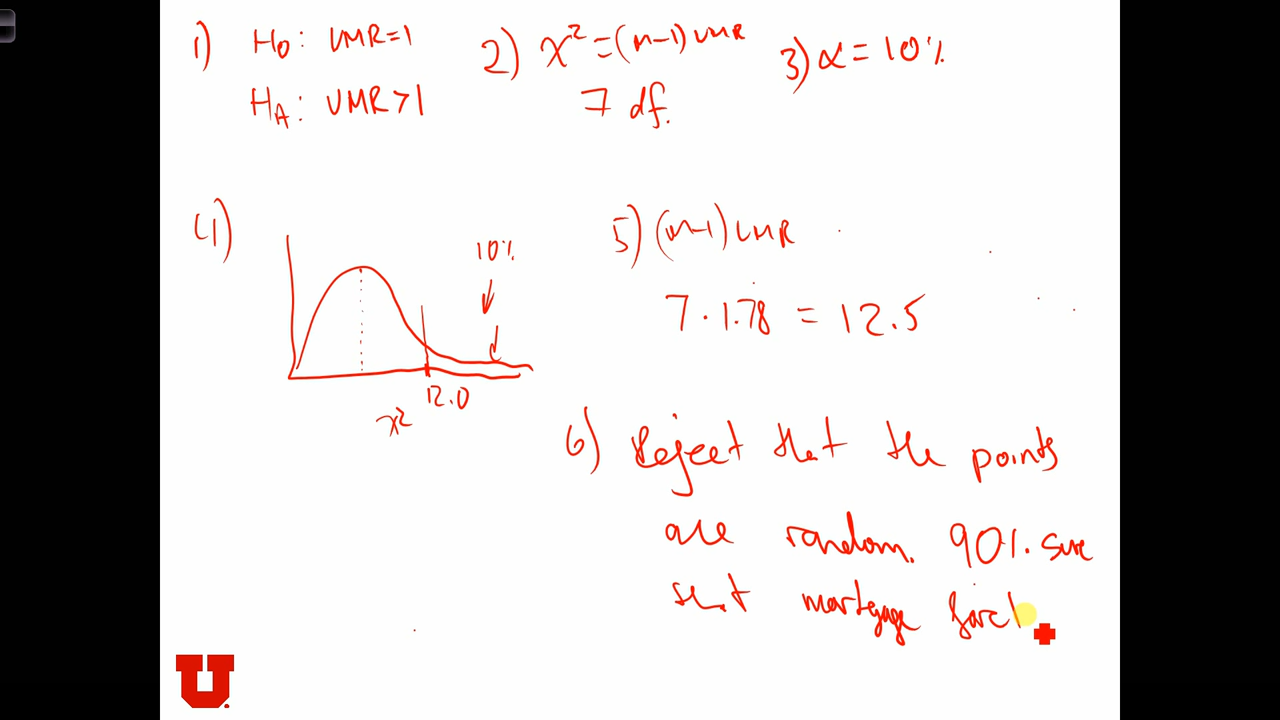 1) H₀: VMR=1
H_A: VMR>1
2) χ²=(n-1) VMR
7 df.
3) α = 10%
4)
10%
12.0
χ²
5) (n-1) VMR
7 · 1.78 = 12.5
6) Reject that the points
are random. 90%. sure
that mortgage forcl
U